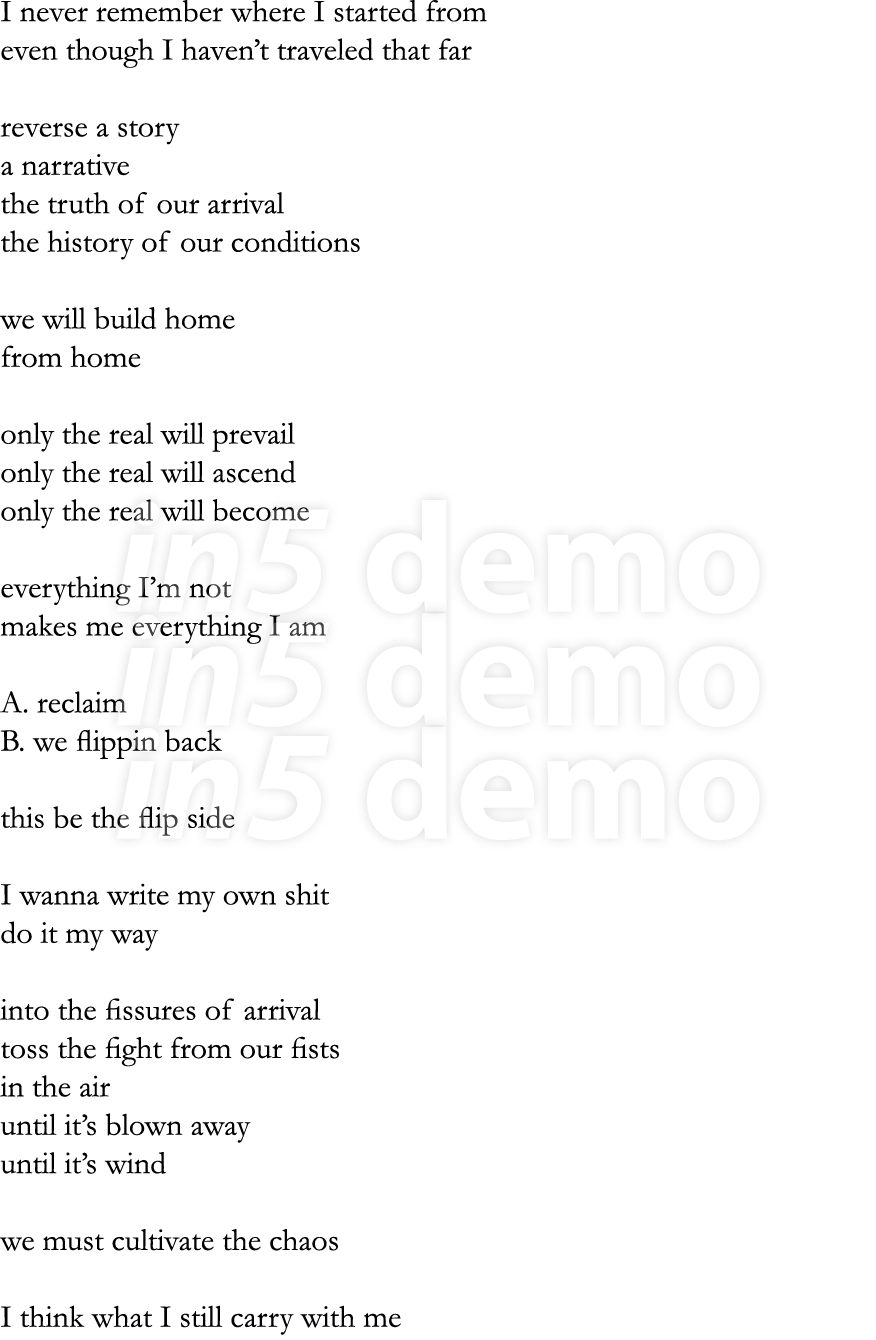 I never remember where I started from
even though I haven’t traveled that far
reverse a story
a narrative
the truth of our arrival
the history of our conditions
we will build home
from home
only the real will prevail
only the real will ascend
only the real will become
everything I’m not
makes me everything I am
A. reclaim
B. we flippin back
this be the flip side
I wanna write my own shit
do it my way
into the fissures of arrival
toss the fight from our fists
in the air
until it’s blown away
until it’s wind
we must cultivate the chaos
I think what I still carry with me
in5 demo
in5 demo
in5 demo